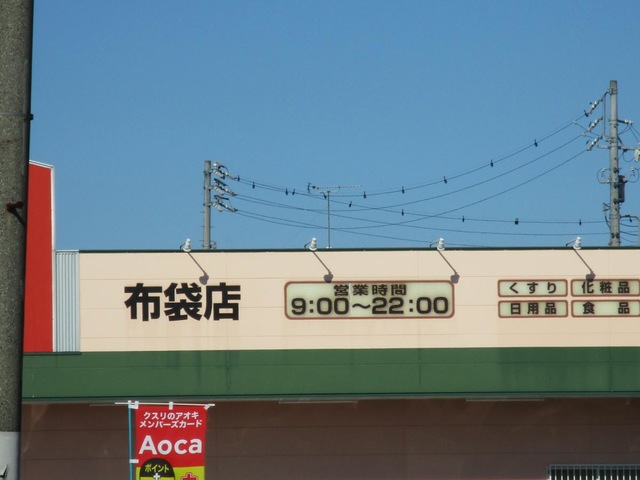 布袋店
営業時間
9:00〜22:00
くすり
化粧品
日用品
食品
クスリのアオキ
メンバーズカード
Aoca
ポイント